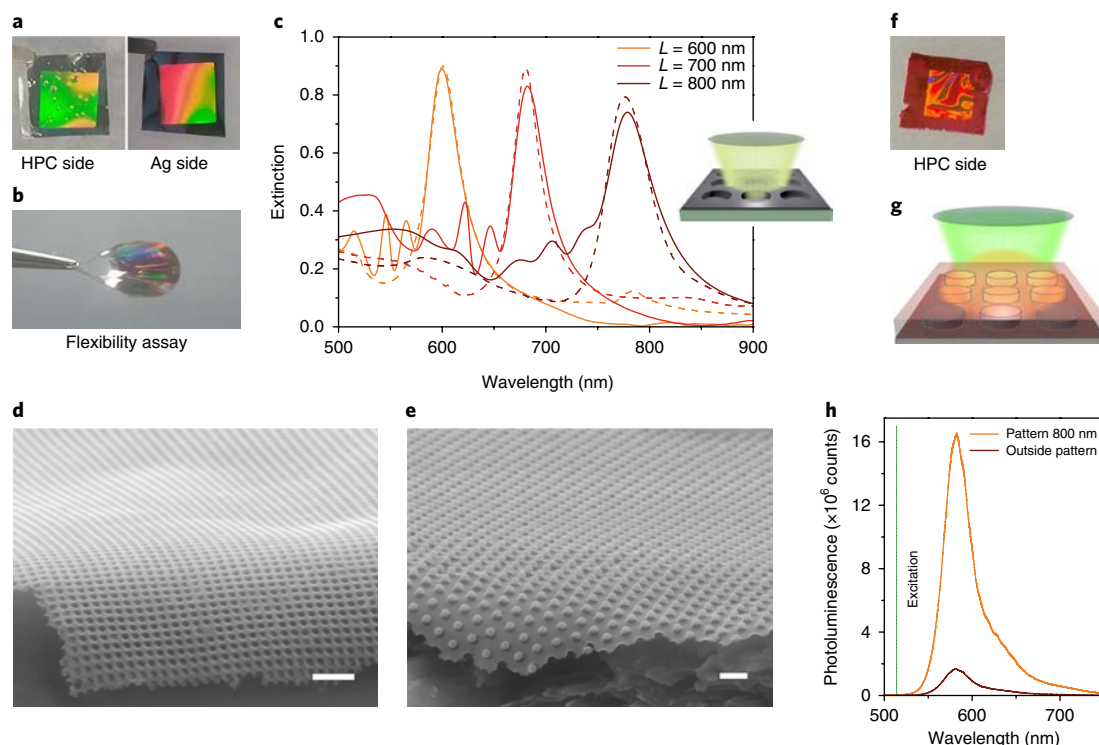 a
HPC side
Ag side
b
Flexibility assay
c
Extinction
1.0
0.8
0.6
0.4
0.2
0.0
L = 600 nm
L = 700 nm
L = 800 nm
500
600
700
800
900
Wavelength (nm)
f
HPC side
g
d
e
h
Photoluminescence (×10⁶ counts)
16
12
8
4
0
Pattern 800 nm
Outside pattern
Excitation
500
600
700
Wavelength (nm)